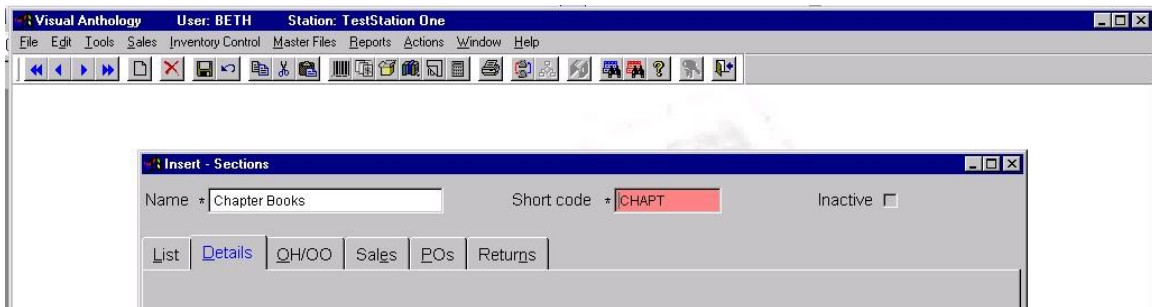 Visual Anthology User: BETH Station: TestStation One
File Edit Tools Sales Inventory Control Master Files Reports Actions Window Help
Insert - Sections
Name * Chapter Books Short code * CHAPT Inactive
List Details OH/OO Sales POs Returns